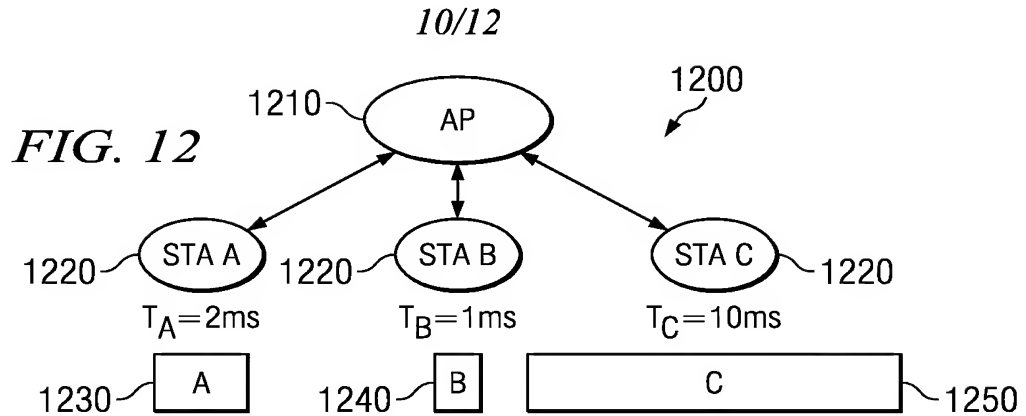 10/12
1200
1210
AP
FIG. 12
1220
STA A
1220
STA B
STA C
1220
T_A=2ms
T_B=1ms
T_C=10ms
1230
A
1240
B
C
1250